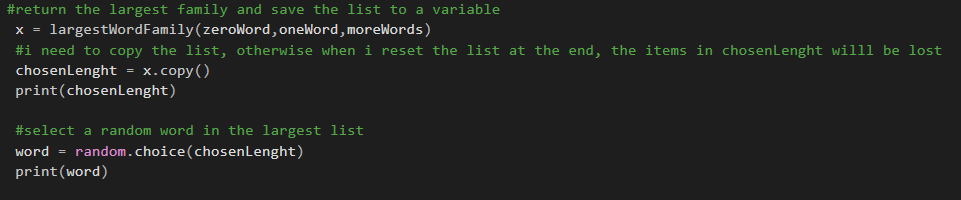 #return the largest family and save the list to a variable
x = largestWordFamily(zeroWord,oneWord,moreWords)
#i need to copy the list, otherwise when i reset the list at the end, the items in chosenLenght willl be lost
chosenLenght = x.copy()
print(chosenLenght)
#select a random word in the largest list
word = random.choice(chosenLenght)
print(word)